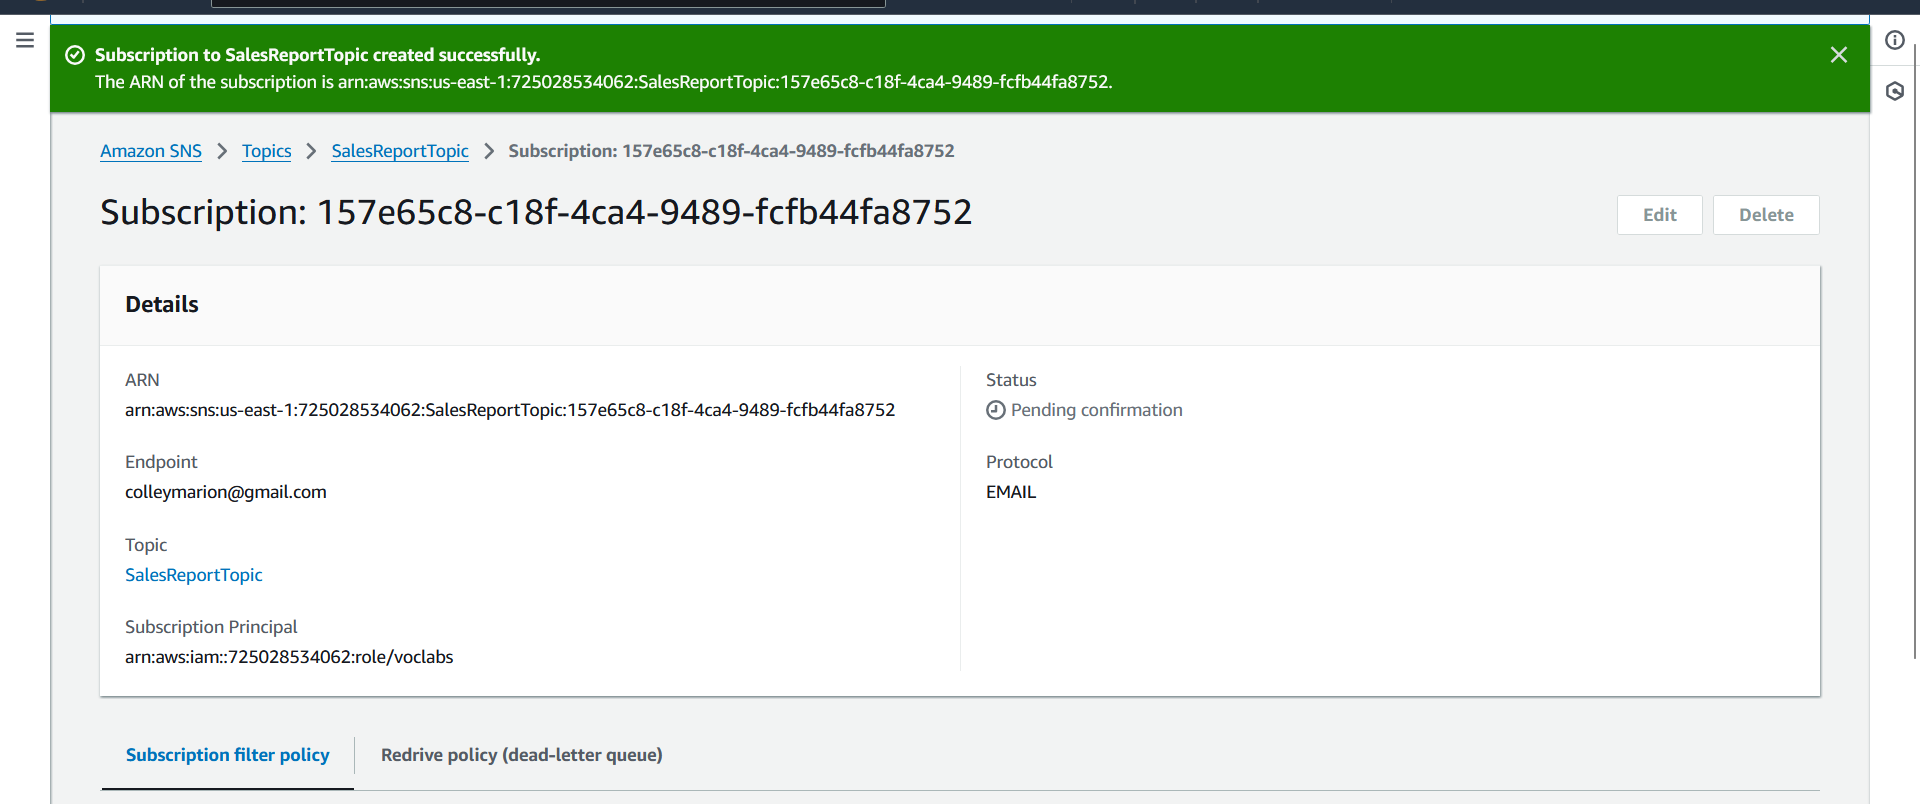 Subscription to SalesReportTopic created successfully.
The ARN of the subscription is arn:aws:sns:us-east-1:725028534062:SalesReportTopic:157e65c8-c18f-4ca4-9489-fcfb44fa8752.
Amazon SNS > Topics > SalesReportTopic > Subscription: 157e65c8-c18f-4ca4-9489-fcfb44fa8752
Subscription: 157e65c8-c18f-4ca4-9489-fcfb44fa8752
Edit
Delete
Details
ARN
arn:aws:sns:us-east-1:725028534062:SalesReportTopic:157e65c8-c18f-4ca4-9489-fcfb44fa8752
Endpoint
colleymarion@gmail.com
Topic
SalesReportTopic
Subscription Principal
arn:aws:iam::725028534062:role/voclabs
Status
Pending confirmation
Protocol
EMAIL
Subscription filter policy
Redrive policy (dead-letter queue)